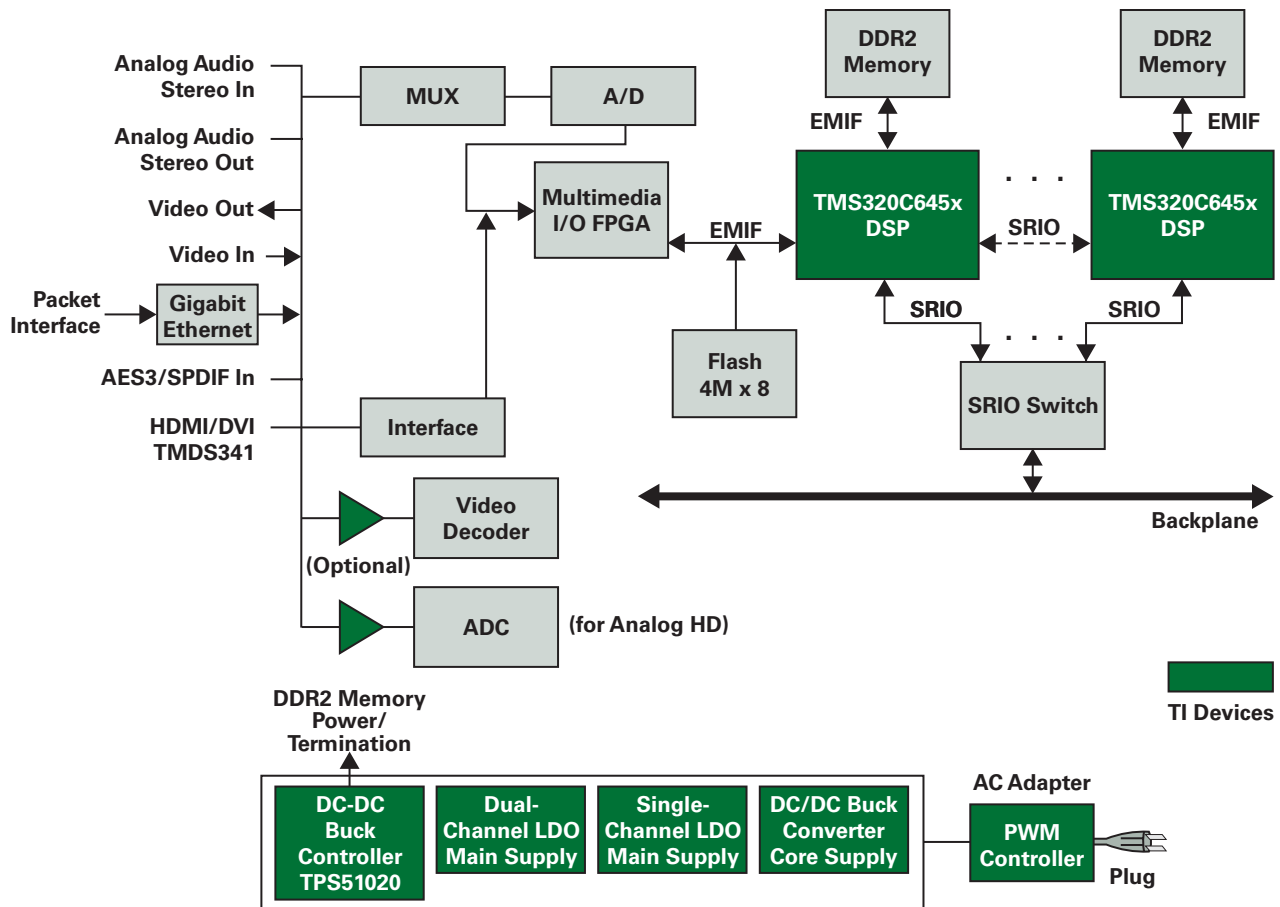 Analog Audio
Stereo In
Analog Audio
Stereo Out
Video Out
Video In
Packet
Interface
Gigabit
Ethernet
AES3/SPDIF In
HDMI/DVI
TMDS341
MUX
A/D
Multimedia
I/O FPGA
Interface
Video
Decoder
(Optional)
ADC
(for Analog HD)
EMIF
Flash
4M x 8
DDR2
Memory
EMIF
DDR2
Memory
EMIF
TMS320C645x
DSP
. . .
SRIO
TMS320C645x
DSP
SRIO
. . .
SRIO
SRIO Switch
Backplane
TI Devices
DDR2 Memory
Power/
Termination
DC-DC
Buck
Controller
TPS51020
Dual-
Channel LDO
Main Supply
Single-
Channel LDO
Main Supply
DC/DC Buck
Converter
Core Supply
AC Adapter
PWM
Controller
Plug